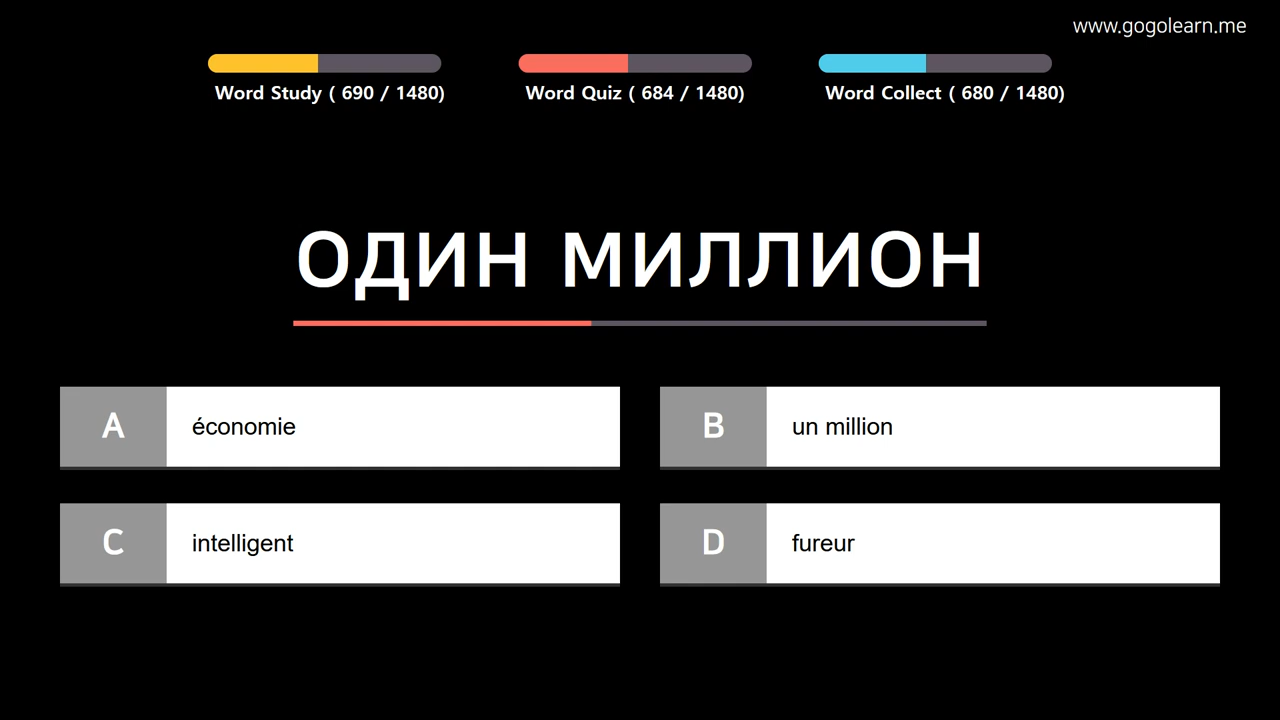 www.gogolearn.me
Word Study ( 690 / 1480)
Word Quiz ( 684 / 1480)
Word Collect ( 680 / 1480)
ОДИН МИЛЛИОН
A économie
B un million
C intelligent
D fureur